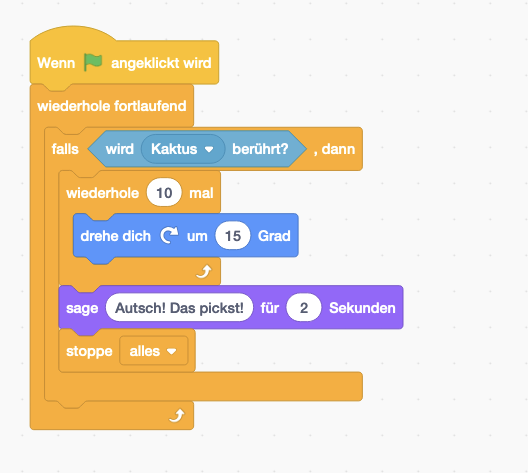 Wenn angeklickt wird
wiederhole fortlaufend
falls wird Kaktus berührt? , dann
wiederhole 10 mal
drehe dich um 15 Grad
sage Autsch! Das pickst! für 2 Sekunden
stoppe alles